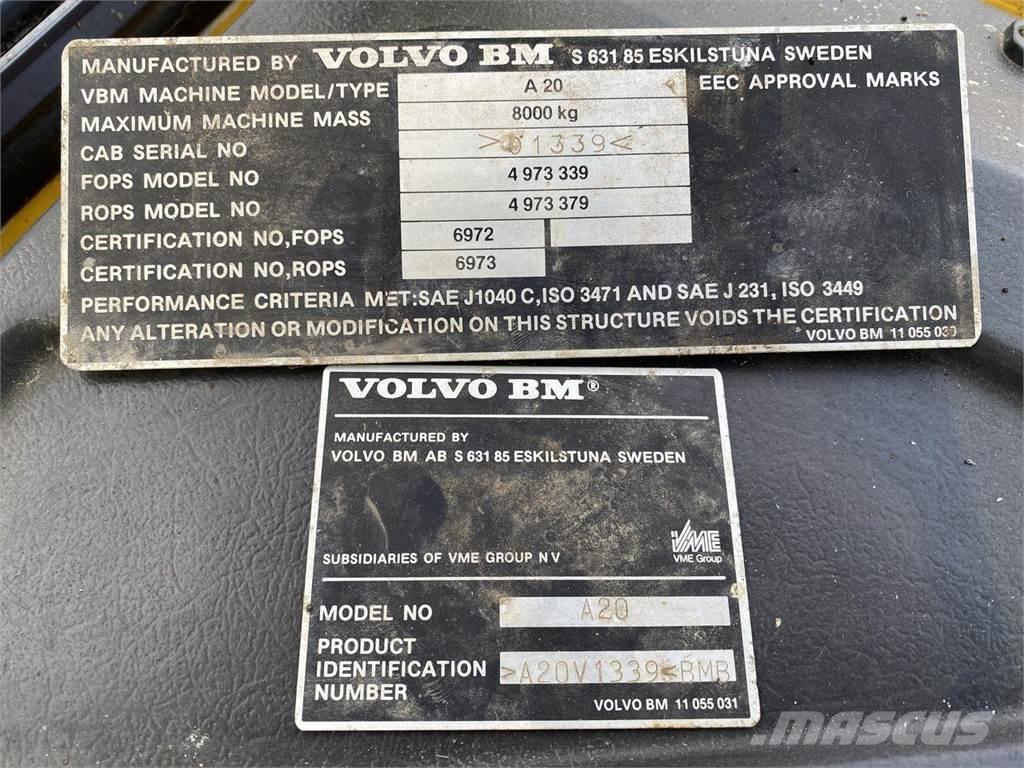 MANUFACTURED BY VOLVO BM S 631 85 ESKILSTUNA SWEDEN
VBM MACHINE MODEL/TYPE A 20 EEC APPROVAL MARKS
MAXIMUM MACHINE MASS 8000 kg
CAB SERIAL NO >01339<
FOPS MODEL NO 4 973 339
ROPS MODEL NO 4 973 379
CERTIFICATION NO,FOPS 6972
CERTIFICATION NO,ROPS 6973
PERFORMANCE CRITERIA MET:SAE J1040 C,ISO 3471 AND SAE J 231, ISO 3449
ANY ALTERATION OR MODIFICATION ON THIS STRUCTURE VOIDS THE CERTIFICATION
VOLVO BM 11 055 030
VOLVO BM®
MANUFACTURED BY
VOLVO BM AB S 631 85 ESKILSTUNA SWEDEN
VME
SUBSIDIARIES OF VME GROUP N V VME Group
MODEL NO A20
PRODUCT
IDENTIFICATION >A20V1339<BMB
NUMBER
VOLVO BM 11 055 031
MASCUS